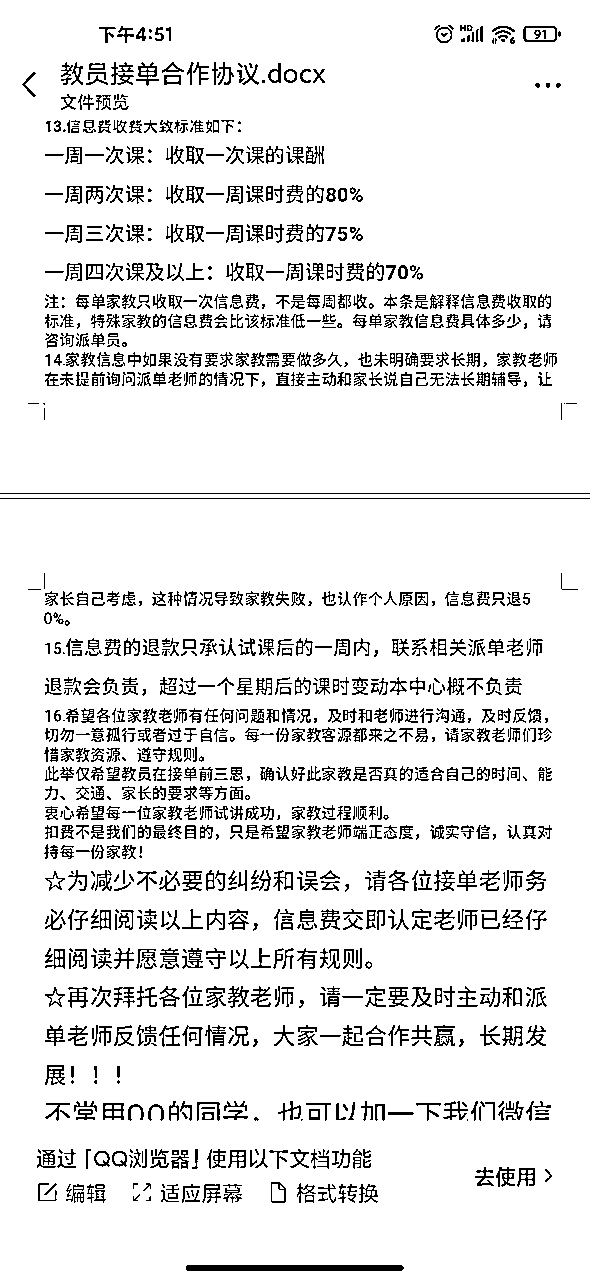 下午4:51
HD
6
91
教员接单合作协议.docx
文件预览
13.信息费收费大致标准如下：
一周一次课：收取一次课的课酬
一周两次课：收取一周课时费的80%
一周三次课：收取一周课时费的75%
一周四次课及以上：收取一周课时费的70%
注：每单家教只收取一次信息费，不是每周都收。本条是解释信息费收取的
标准，特殊家教的信息费会比该标准低一些。每单家教信息费具体多少，请
咨询派单员。
14.家教信息中如果没有要求家教需要做多久，也未明确要求长期，家教老师
在未提前询问派单老师的情况下，直接主动和家长说自己无法长期辅导，让
家长自己考虑，这种情况导致家教失败，也认作个人原因，信息费只退5
0%。
15.信息费的退款只承认试课后的一周内，联系相关派单老师
退款会负责，超过一个星期后的课时变动本中心概不负责
16.希望各位家教老师有任何问题和情况，及时和老师进行沟通，及时反馈，
切勿一意孤行或者过于自信。每一份家教客源都来之不易，请家教老师们珍
惜家教资源、遵守规则。
此举仅希望教员在接单前三思，确认好此家教是否真的适合自己的时间、能
力、交通、家长的要求等方面。
衷心希望每一位家教老师试讲成功，家教过程顺利。
扣费不是我们的最终目的，只是希望家教老师端正态度，诚实守信，认真对
待每一份家教！
☆为减少不必要的纠纷和误会，请各位接单老师务
必仔细阅读以上内容，信息费交即认定老师已经仔
细阅读并愿意遵守以上所有规则。
☆再次拜托各位家教老师，请一定要及时主动和派
单老师反馈任何情况，大家一起合作共赢，长期发
展！！！
不常用QQ的同学，也可以加一下我们微信
通过「QQ浏览器」使用以下文档功能
编辑 适应屏幕 格式转换
去使用